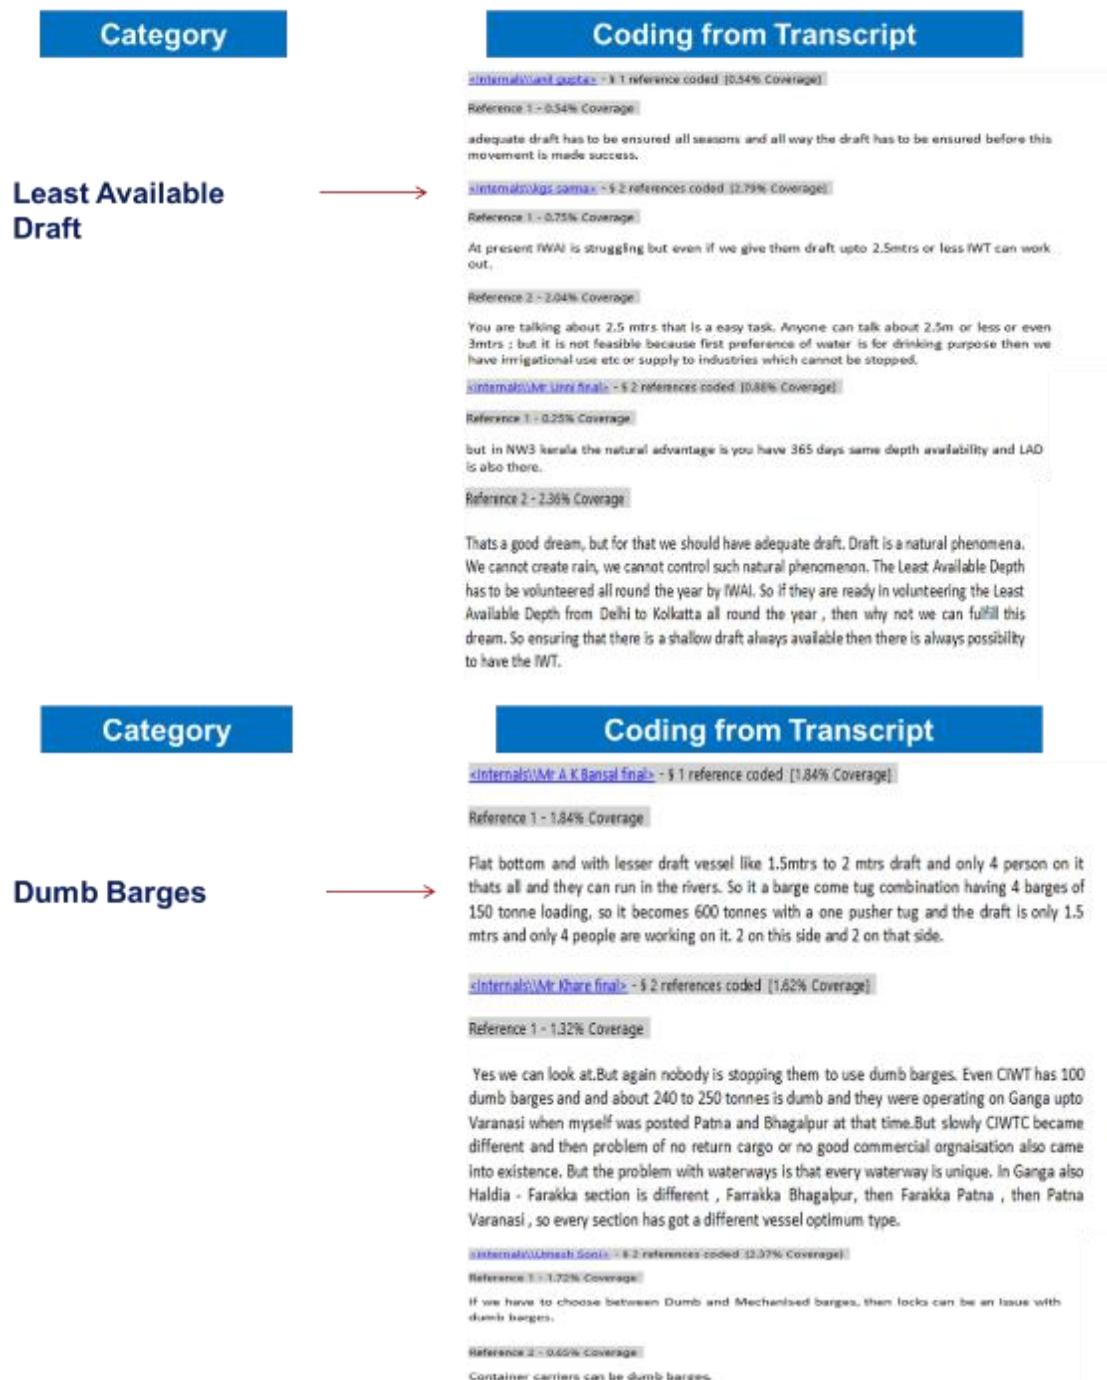 Category
Coding from Transcript
<Internals\\anil gupta> - § 1 reference coded [0.54% Coverage]
Reference 1 - 0.54% Coverage
adequate draft has to be ensured all seasons and all way the draft has to be ensured before this
movement is made success.
Least Available
Draft
<Internals\\kgs sarma> - § 2 references coded [2.79% Coverage]
Reference 1 - 0.75% Coverage
At present IWAI is struggling but even if we give them draft upto 2.5mtrs or less IWT can work
out.
Reference 2 - 2.04% Coverage
You are talking about 2.5 mtrs that is a easy task. Anyone can talk about 2.5m or less or even
3mtrs ; but it is not feasible because first preference of water is for drinking purpose then we
have imrigational use etc or supply to industries which cannot be stopped.
<Internals\\Mr Unni final> - § 2 references coded [0.88% Coverage]
Reference 1 - 0.25% Coverage
but in NW3 kerala the natural advantage is you have 365 days same depth availability and LAD
is also there.
Reference 2 - 2.36% Coverage
Thats a good dream, but for that we should have adequate draft. Draft is a natural phenomena.
We cannot create rain, we cannot control such natural phenomenon. The Least Available Depth
has to be volunteered all round the year by IWAI. So if they are ready in volunteering the Least
Available Depth from Delhi to Kolkatta all round the year , then why not we can fulfill this
dream. So ensuring that there is a shallow draft always available then there is always possibility
to have the IWT.
Category
Coding from Transcript
<Internals\\Mr A K Bansal final> - § 1 reference coded [1.84% Coverage]
Reference 1 - 1.84% Coverage
Dumb Barges
Flat bottom and with lesser draft vessel like 1.5mtrs to 2 mtrs draft and only 4 person on it
thats all and they can run in the rivers. So it a barge come tug combination having 4 barges of
150 tonne loading, so it becomes 600 tonnes with a one pusher tug and the draft is only 1.5
mtrs and only 4 people are working on it. 2 on this side and 2 on that side.
<Internals\\Mr Khare final> - § 2 references coded [1.62% Coverage]
Reference 1 - 1.32% Coverage
Yes we can look at.But again nobody is stopping them to use dumb barges. Even CIWT has 100
dumb barges and and about 240 to 250 tonnes is dumb and they were operating on Ganga upto
Varanasi when myself was posted Patna and Bhagalpur at that time.But slowly CIWTC became
different and then problem of no return cargo or no good commercial orgnaisation also came
into existence. But the problem with waterways is that every waterway is unique. In Ganga also
Haldia - Farakka section is different , Farrakka Bhagalpur, then Farakka Patna , then Patna
Varanasi , so every section has got a different vessel optimum type.
<Internals\\Umesh Soni> - § 2 references coded [2.37% Coverage]
Reference 1 - 1.72% Coverage
If we have to choose between Dumb and Mechanised barges, then locks can be an issue with
dumb barges.
Reference 2 - 0.65% Coverage
Container carriers can be dumb barges.